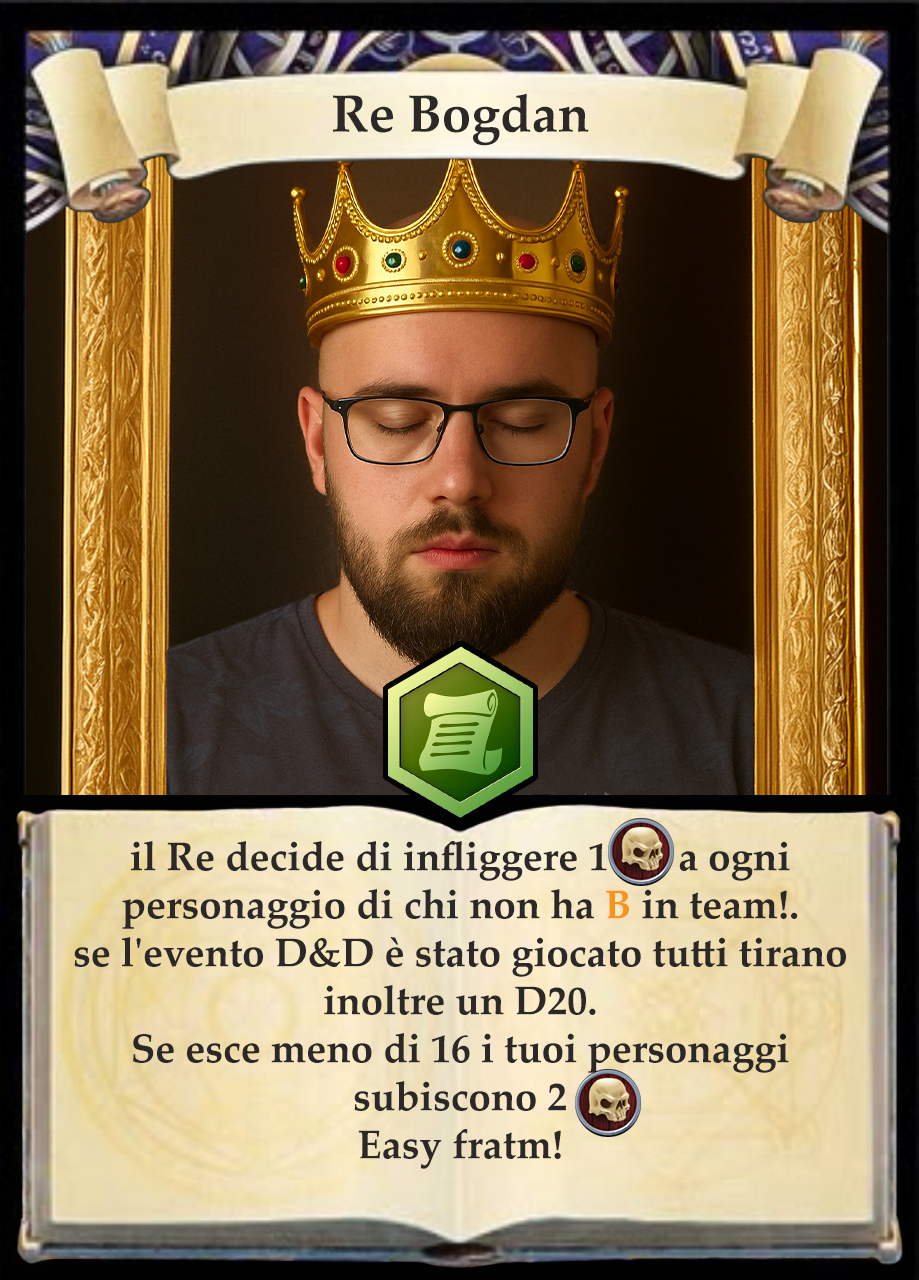 Re Bogdan
il Re decide di infliggere 1 a ogni
personaggio di chi non ha B in team!.
se l'evento D&D è stato giocato tutti tirano
inoltre un D20.
Se esce meno di 16 i tuoi personaggi
subiscono 2
Easy fratm!